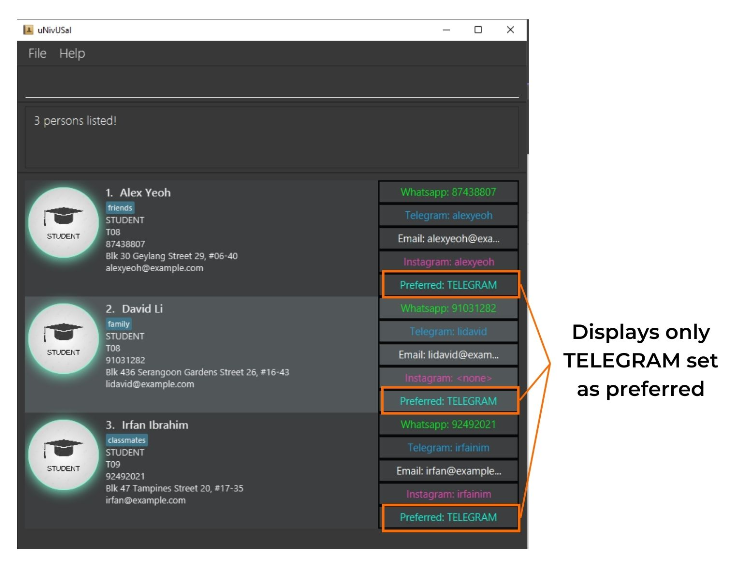 uNivUSal
File Help
3 persons listed!
1. Alex Yeoh
friends
STUDENT
T08
87438807
Blk 30 Geylang Street 29, #06-40
alexyeoh@example.com
STUDENT
Whatsapp: 87438807
Telegram: alexyeoh
Email: alexyeoh@exa...
Instagram: alexyeoh
Preferred: TELEGRAM
2. David Li
family
STUDENT
T08
91031282
Blk 436 Serangoon Gardens Street 26, #16-43
lidavid@example.com
STUDENT
Whatsapp: 91031282
Telegram: lidavid
Email: lidavid@exam...
Instagram: <none>
Preferred: TELEGRAM
3. Irfan Ibrahim
classmates
STUDENT
T09
92492021
Blk 47 Tampines Street 20, #17-35
irfan@example.com
STUDENT
Whatsapp: 92492021
Telegram: irfainim
Email: irfan@example...
Instagram: irfainim
Preferred: TELEGRAM
Displays only
TELEGRAM set
as preferred